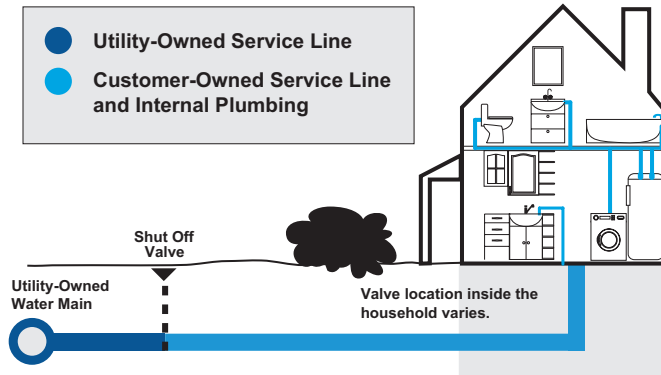 Utility-Owned Service Line
Customer-Owned Service Line
and Internal Plumbing
Shut Off
Valve
Utility-Owned
Water Main
Valve location inside the
household varies.